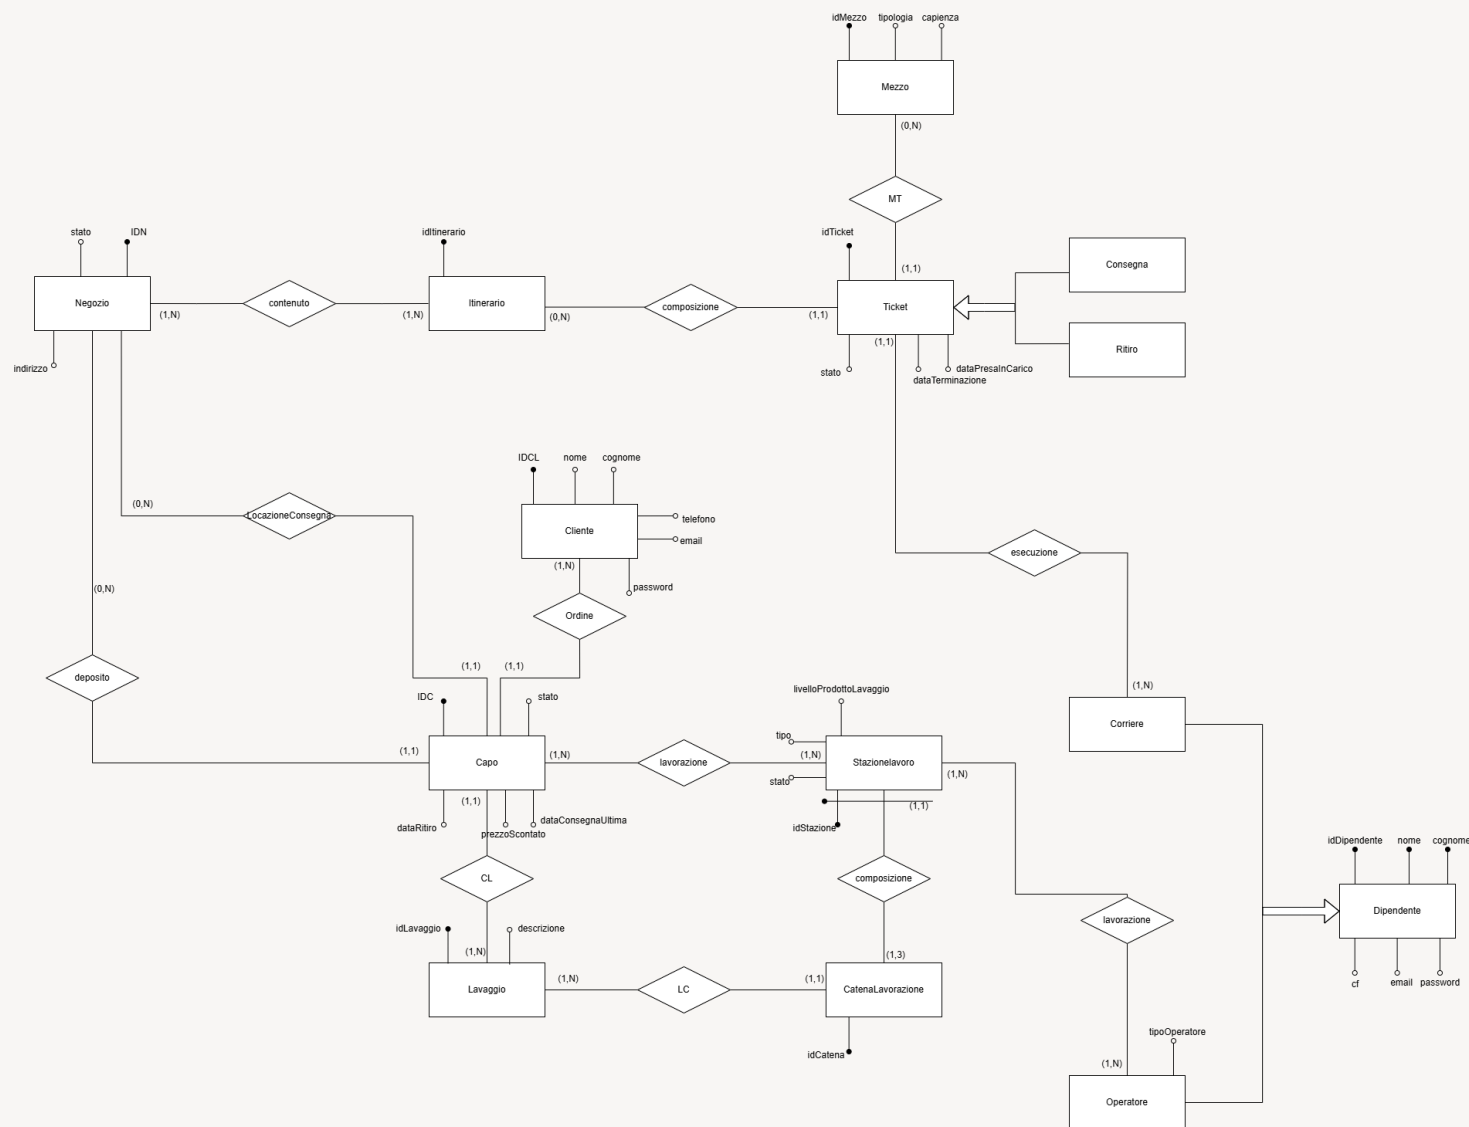 idMezzo tipologia capienza
Mezzo
(0,N)
MT
idTicket
(1,1)
stato IDN
idItinerario
Consegna
Negozio
contenuto
Itinerario
composizione
Ticket
(1,N)
(1,N)
(0,N)
(1,1)
(1,1)
Ritiro
indirizzo
stato
dataPresaInCarico
dataTerminazione
IDCL nome cognome
(0,N)
LocazioneConsegna
Cliente
telefono
email
esecuzione
(1,N)
password
(0,N)
Ordine
deposito
(1,1)
(1,1)
(1,N)
IDC
stato
livelloProdottoLavaggio
Corriere
tipo
(1,1)
(1,N)
(1,N)
Capo
lavorazione
Stazionelavoro
(1,N)
stato
(1,1)
(1,1)
dataRitiro
prezzoScontato
dataConsegnaUltima
idStazione
idDipendente nome cognome
CL
composizione
Dipendente
lavorazione
idLavaggio
descrizione
(1,N)
(1,3)
(1,N)
(1,1)
Lavaggio
LC
CatenaLavorazione
cf
email
password
tipoOperatore
idCatena
(1,N)
Operatore